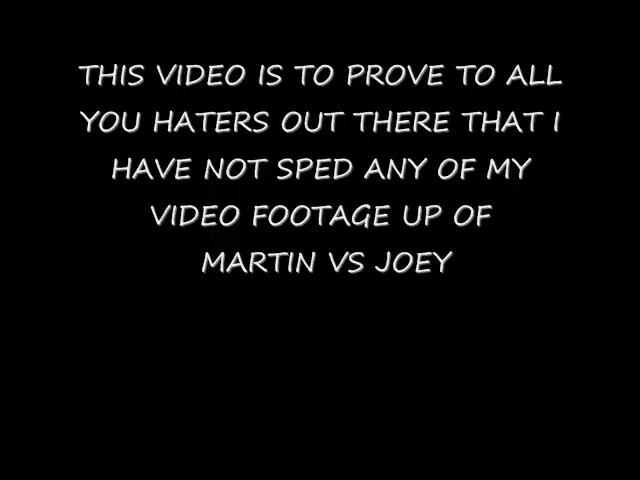 THIS VIDEO IS TO PROVE TO ALL
YOU HATERS OUT THERE THAT I
HAVE NOT SPED ANY OF MY
VIDEO FOOTAGE UP OF
MARTIN VS JOEY